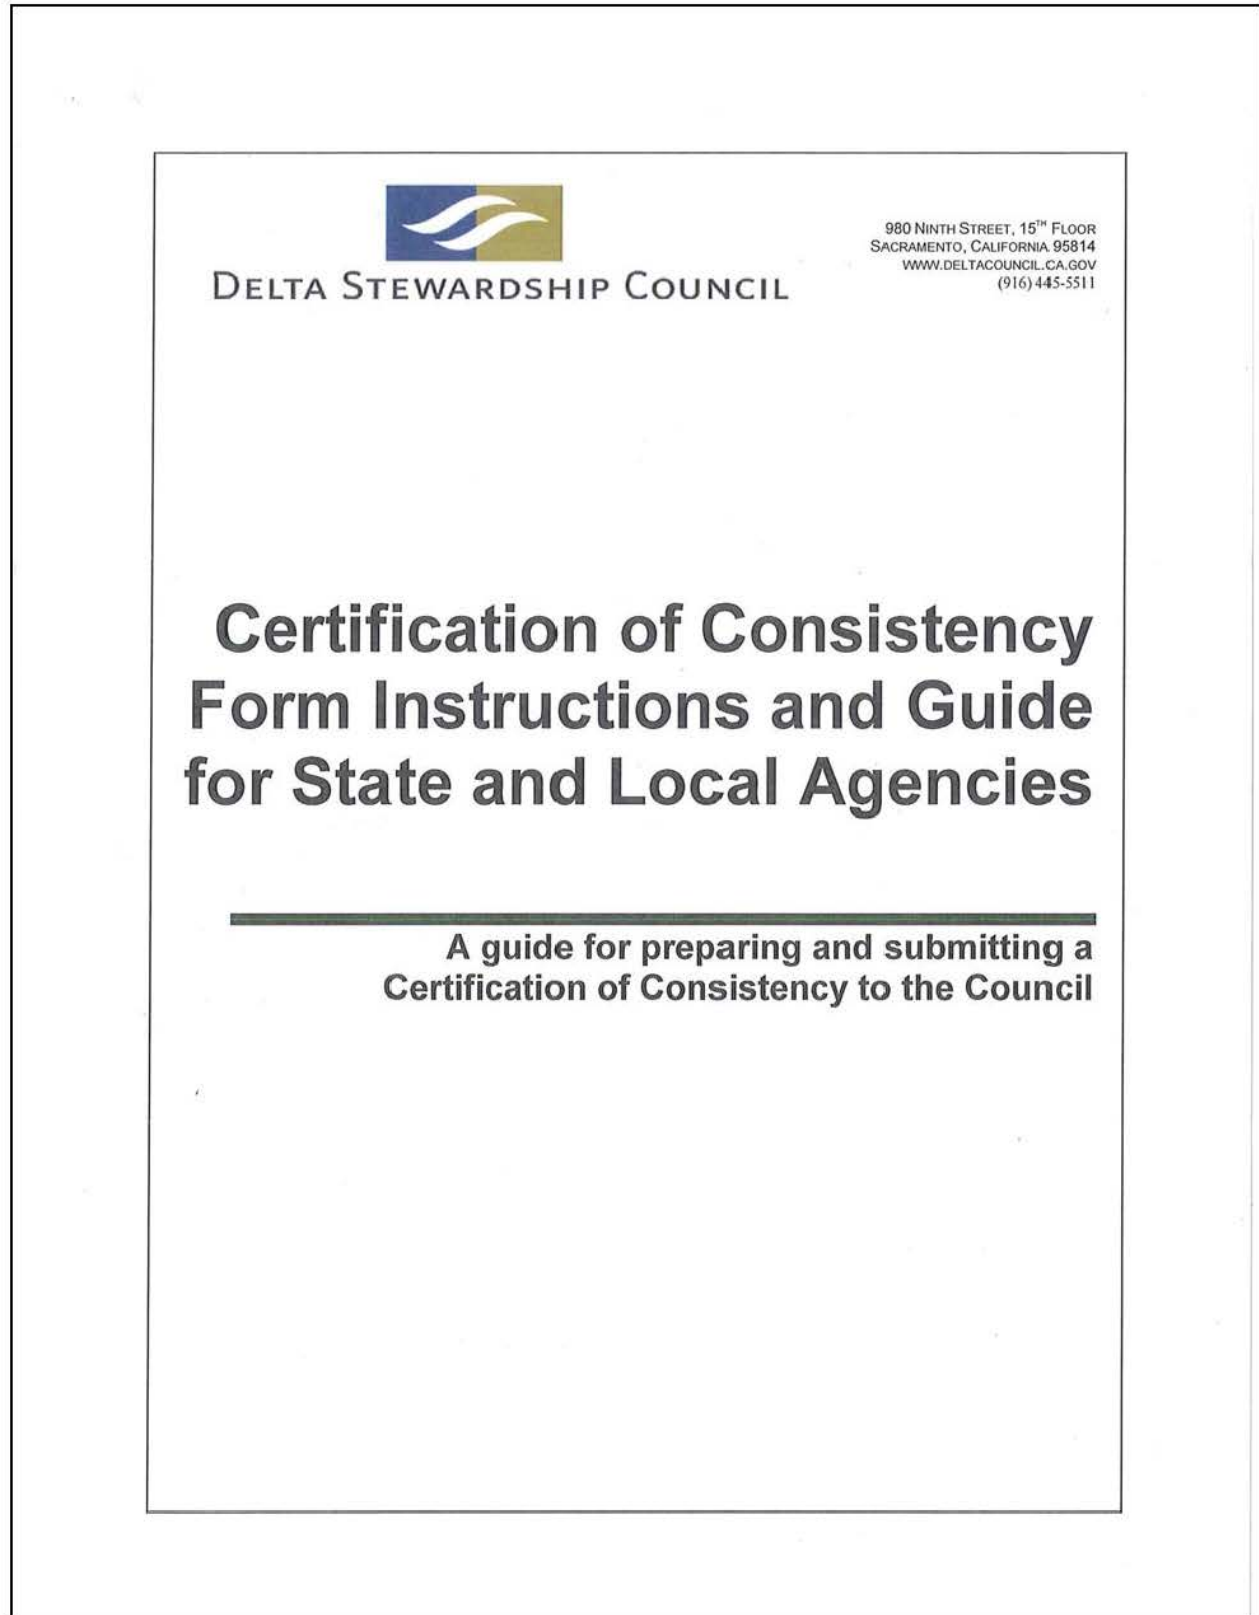 DELTA STEWARDSHIP COUNCIL
980 NINTH STREET, 15TH FLOOR
SACRAMENTO, CALIFORNIA 95814
WWW.DELTACOUNCIL.CA.GOV
(916) 445-5511
Certification of Consistency
Form Instructions and Guide
for State and Local Agencies
A guide for preparing and submitting a
Certification of Consistency to the Council